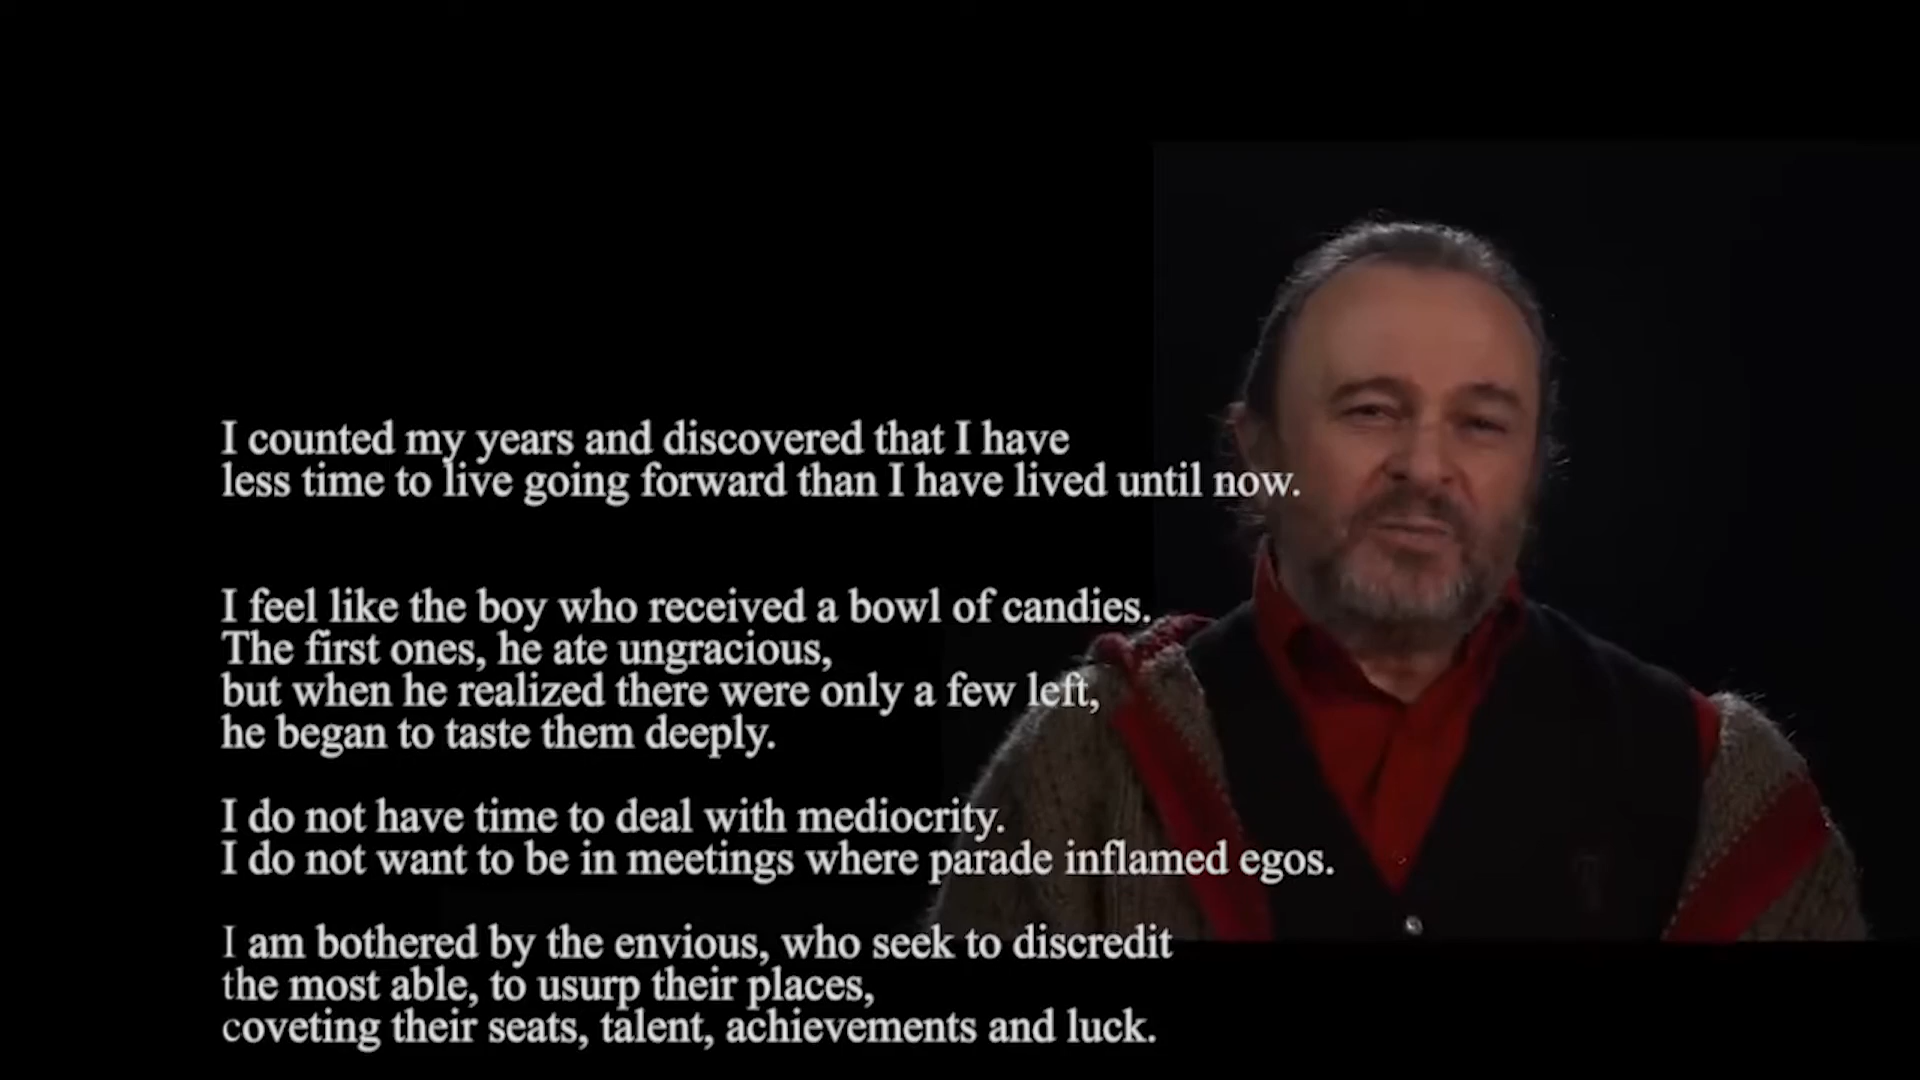 I counted my years and discovered that I have
less time to live going forward than I have lived until now.
I feel like the boy who received a bowl of candies.
The first ones, he ate ungracious,
but when he realized there were only a few left,
he began to taste them deeply.
I do not have time to deal with mediocrity.
I do not want to be in meetings where parade inflamed egos.
I am bothered by the envious, who seek to discredit
the most able, to usurp their places,
coveting their seats, talent, achievements and luck.